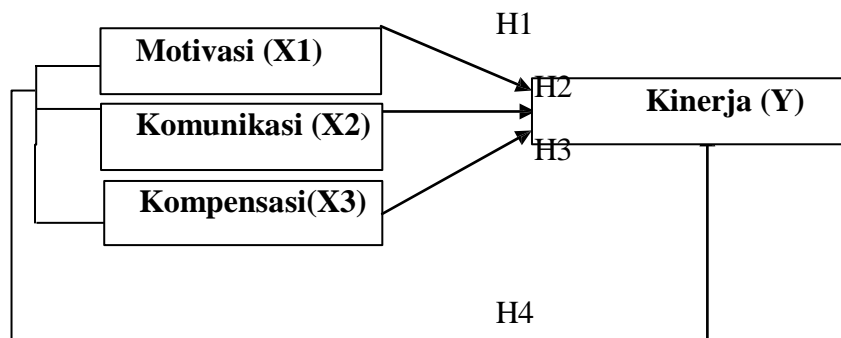 H1
Motivasi (X1)
H2
Kinerja (Y)
Komunikasi (X2)
H3
Kompensasi(X3)
H4